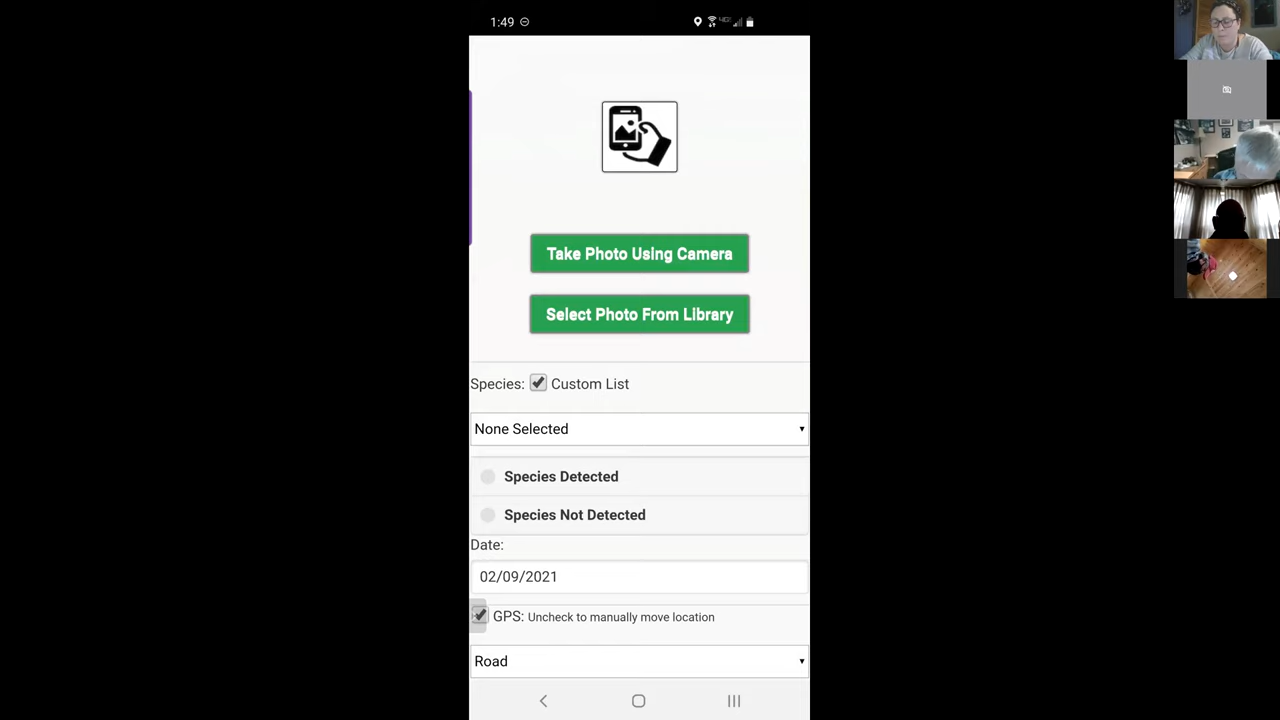 1:49
Take Photo Using Camera
Select Photo From Library
Species: Custom List
None Selected
Species Detected
Species Not Detected
Date:
02/09/2021
GPS: Uncheck to manually move location
Road